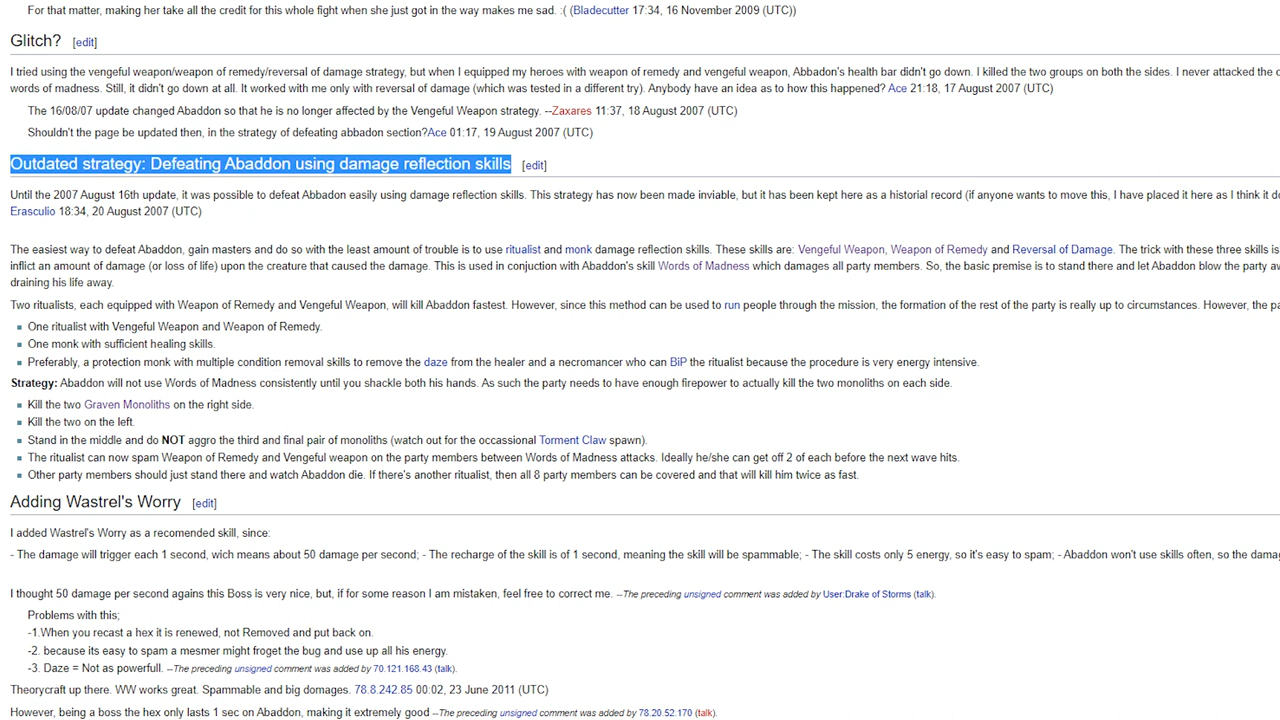 For that matter, making her take all the credit for this whole fight when she just got in the way makes me sad. :( (Bladecutter 17:34, 16 November 2009 (UTC))
Glitch? [edit]
I tried using the vengeful weapon/weapon of remedy/reversal of damage strategy, but when I equipped my heroes with weapon of remedy and vengeful weapon, Abbadon's health bar didn't go down. I killed the two groups on both the sides. I never attacked the
words of madness. Still, it didn't go down at all. It worked with me only with reversal of damage (which was tested in a different try). Anybody have an idea as to how this happened? Ace 21:18, 17 August 2007 (UTC)
The 16/08/07 update changed Abaddon so that he is no longer affected by the Vengeful Weapon strategy. --Zaxares 11:37, 18 August 2007 (UTC)
Shouldn't the page be updated then, in the strategy of defeating abbadon section?Ace 01:17, 19 August 2007 (UTC)
Outdated strategy: Defeating Abaddon using damage reflection skills [edit]
Until the 2007 August 16th update, it was possible to defeat Abbadon easily using damage reflection skills. This strategy has now been made inviable, but it has been kept here as a historical record (if anyone wants to move this, I have placed it here as I think it
Erasculio 18:34, 20 August 2007 (UTC)
The easiest way to defeat Abaddon, gain masters and do so with the least amount of trouble is to use ritualist and monk damage reflection skills. These skills are: Vengeful Weapon, Weapon of Remedy and Reversal of Damage. The trick with these three skills is
inflict an amount of damage (or loss of life) upon the creature that caused the damage. This is used in conjuction with Abaddon's skill Words of Madness which damages all party members. So, the basic premise is to stand there and let Abaddon blow the party
draining his life away.
Two ritualists, each equipped with Weapon of Remedy and Vengeful Weapon, will kill Abaddon fastest. However, since this method can be used to run people through the mission, the formation of the rest of the party is really up to circumstances. However, the
One ritualist with Vengeful Weapon and Weapon of Remedy.
One monk with sufficient healing skills.
Preferably, a protection monk with multiple condition removal skills to remove the daze from the healer and a necromancer who can BiP the ritualist because the procedure is very energy intensive.
Strategy: Abaddon will not use Words of Madness consistently until you shackle both his hands. As such the party needs to have enough firepower to actually kill the two monoliths on each side.
Kill the two Graven Monoliths on the right side.
Kill the two on the left.
Stand in the middle and do NOT aggro the third and final pair of monoliths (watch out for the occassional Torment Claw spawn).
The ritualist can now spam Weapon of Remedy and Vengeful weapon on the party members between Words of Madness attacks. Ideally he/she can get off 2 of each before the next wave hits.
Other party members should just stand there and watch Abaddon die. If there's another ritualist, then all 8 party members can be covered and that will kill him twice as fast.
Adding Wastrel's Worry [edit]
I added Wastrel's Worry as a recomended skill, since:
- The damage will trigger each 1 second, wich means about 50 damage per second; - The recharge of the skill is of 1 second, meaning the skill will be spammable; - The skill costs only 5 energy, so it's easy to spam; - Abaddon won't use skills often, so the
I thought 50 damage per second agains this Boss is very nice, but, if for some reason I am mistaken, feel free to correct me. --The preceding unsigned comment was added by User:Drake of Storms (talk).
Problems with this;
-1.When you recast a hex it is renewed, not Removed and put back on.
-2. because its easy to spam a mesmer might froget the bug and use up all his energy.
-3. Daze = Not as powerfull. --The preceding unsigned comment was added by 70.121.168.43 (talk).
Theorycraft up there. WW works great. Spammable and big domages. 78.8.242.85 00:02, 23 June 2011 (UTC)
However, being a boss the hex only lasts 1 sec on Abaddon, making it extremely good --The preceding unsigned comment was added by 78.20.52.170 (talk).